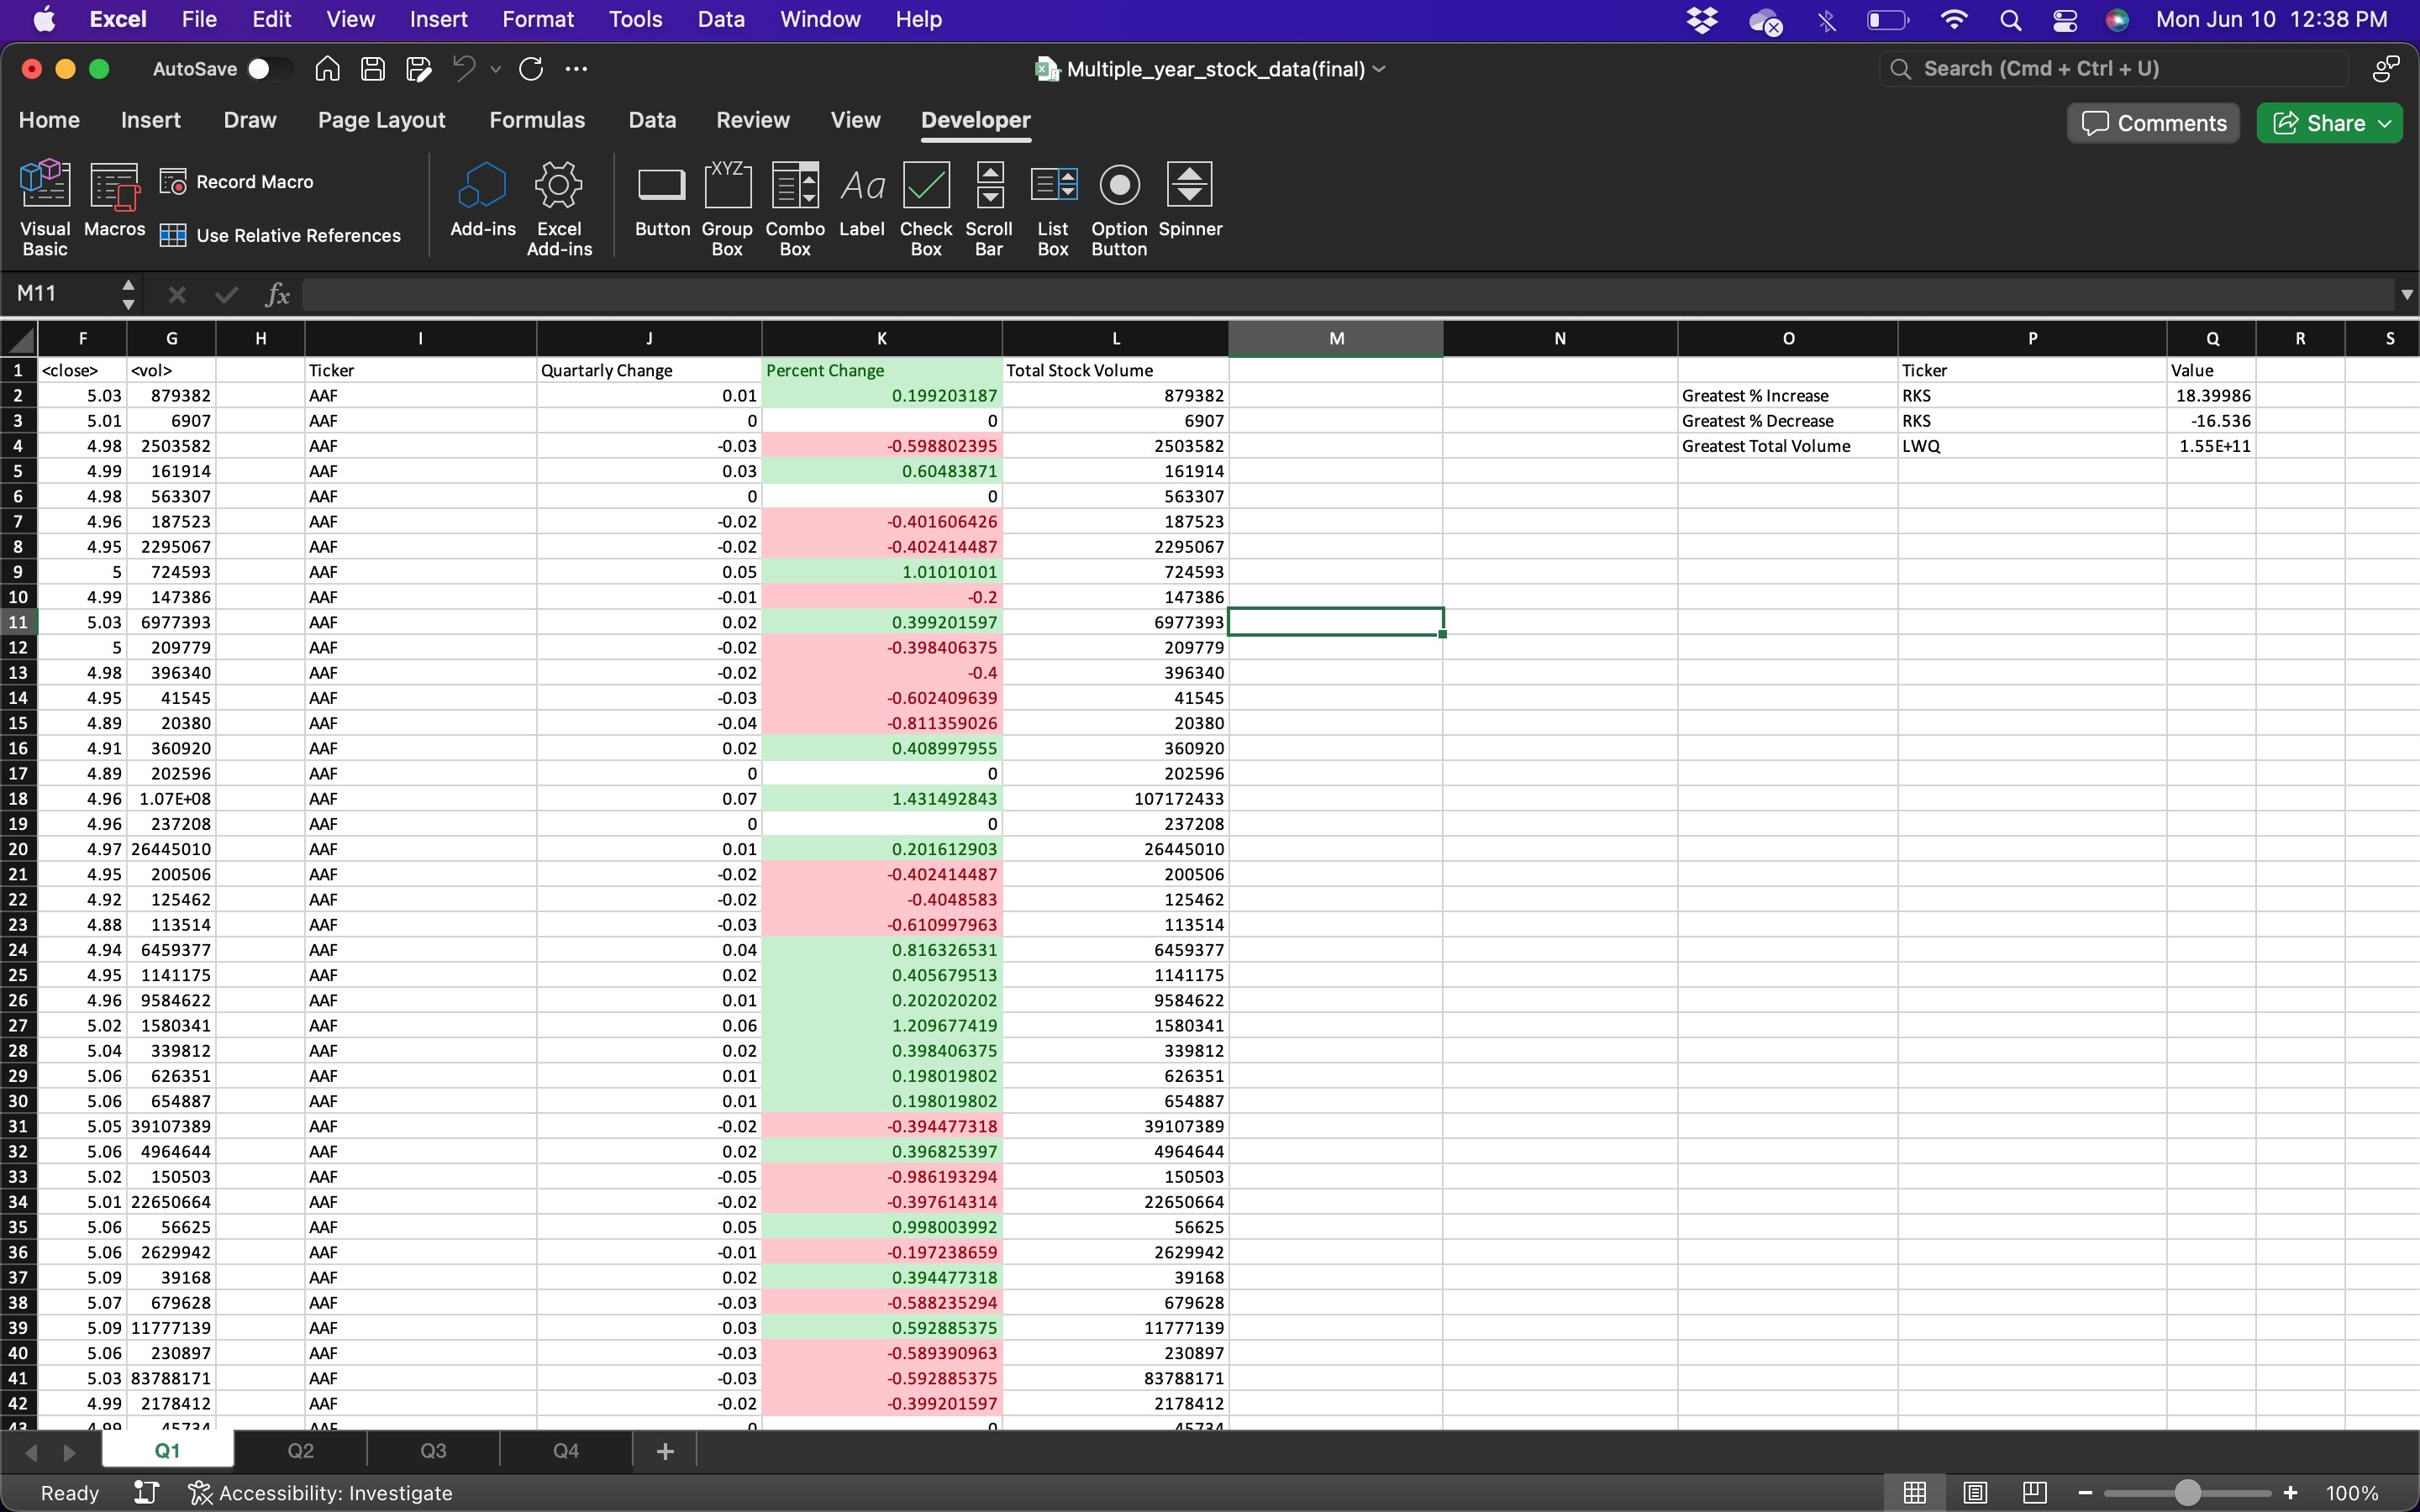 Excel File Edit View Insert Format Tools Data Window Help Mon Jun 10 12:38 PM
AutoSave Multiple_year_stock_data(final) Search (Cmd + Ctrl + U)
Home Insert Draw Page Layout Formulas Data Review View Developer Comments Share
Visual Basic Macros Record Macro Use Relative References Add-ins Excel Add-ins Button XYZ Group Box Combo Box Aa Label Check Box Scroll Bar List Box Option Button Spinner
M11 fx
F G H I J K L M N O P Q R S
1 <close> <vol> Ticker Quartarly Change Percent Change Total Stock Volume Ticker Value
2 5.03 879382 AAF 0.01 0.199203187 879382 Greatest % Increase RKS 18.39986
3 5.01 6907 AAF 0 0 6907 Greatest % Decrease RKS -16.536
4 4.98 2503582 AAF -0.03 -0.598802395 2503582 Greatest Total Volume LWQ 1.55E+11
5 4.99 161914 AAF 0.03 0.60483871 161914
6 4.98 563307 AAF 0 0 563307
7 4.96 187523 AAF -0.02 -0.401606426 187523
8 4.95 2295067 AAF -0.02 -0.402414487 2295067
9 5 724593 AAF 0.05 1.01010101 724593
10 4.99 147386 AAF -0.01 -0.2 147386
11 5.03 6977393 AAF 0.02 0.399201597 6977393
12 5 209779 AAF -0.02 -0.398406375 209779
13 4.98 396340 AAF -0.02 -0.4 396340
14 4.95 41545 AAF -0.03 -0.602409639 41545
15 4.89 20380 AAF -0.04 -0.811359026 20380
16 4.91 360920 AAF 0.02 0.408997955 360920
17 4.89 202596 AAF 0 0 202596
18 4.96 1.07E+08 AAF 0.07 1.431492843 107172433
19 4.96 237208 AAF 0 0 237208
20 4.97 26445010 AAF 0.01 0.201612903 26445010
21 4.95 200506 AAF -0.02 -0.402414487 200506
22 4.92 125462 AAF -0.02 -0.4048583 125462
23 4.88 113514 AAF -0.03 -0.610997963 113514
24 4.94 6459377 AAF 0.04 0.816326531 6459377
25 4.95 1141175 AAF 0.02 0.405679513 1141175
26 4.96 9584622 AAF 0.01 0.202020202 9584622
27 5.02 1580341 AAF 0.06 1.209677419 1580341
28 5.04 339812 AAF 0.02 0.398406375 339812
29 5.06 626351 AAF 0.01 0.198019802 626351
30 5.06 654887 AAF 0.01 0.198019802 654887
31 5.05 39107389 AAF -0.02 -0.394477318 39107389
32 5.06 4964644 AAF 0.02 0.396825397 4964644
33 5.02 150503 AAF -0.05 -0.986193294 150503
34 5.01 22650664 AAF -0.02 -0.397614314 22650664
35 5.06 56625 AAF 0.05 0.998003992 56625
36 5.06 2629942 AAF -0.01 -0.197238659 2629942
37 5.09 39168 AAF 0.02 0.394477318 39168
38 5.07 679628 AAF -0.03 -0.588235294 679628
39 5.09 11777139 AAF 0.03 0.592885375 11777139
40 5.06 230897 AAF -0.03 -0.589390963 230897
41 5.03 83788171 AAF -0.03 -0.592885375 83788171
42 4.99 2178412 AAF -0.02 -0.399201597 2178412
43 4.99 45734 AAF 0 0 45734
Q1 Q2 Q3 Q4 +
Ready Accessibility: Investigate 100%